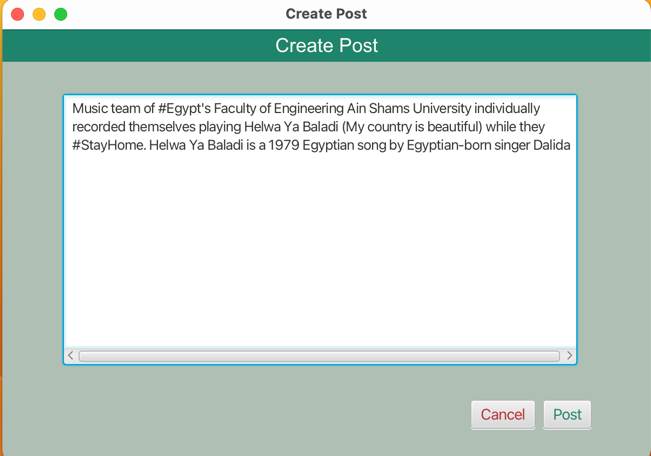 Create Post
Create Post
Music team of #Egypt's Faculty of Engineering Ain Shams University individually
recorded themselves playing Helwa Ya Baladi (My country is beautiful) while they
#StayHome. Helwa Ya Baladi is a 1979 Egyptian song by Egyptian-born singer Dalida
Cancel Post